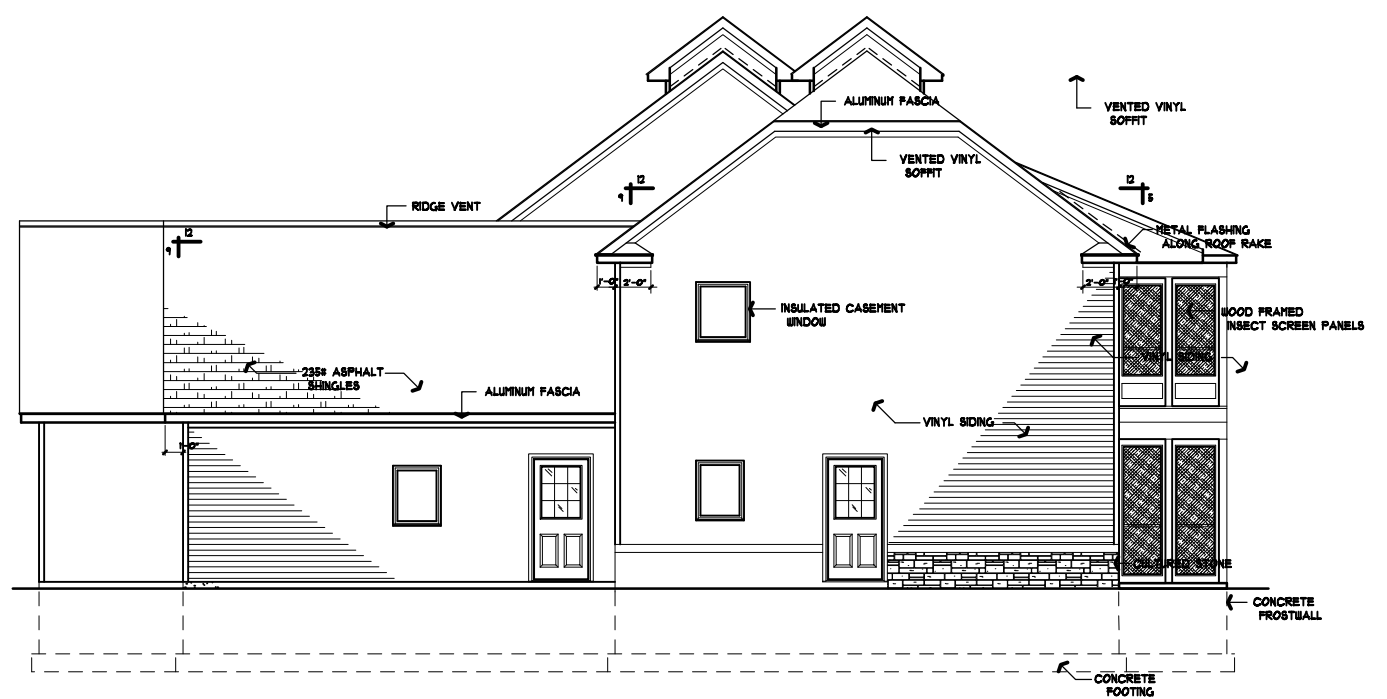 ALUMINUM FASCIA
VENTED VINYL
SOFFIT
VENTED VINYL
SOFFIT
12
9
12
5
RIDGE VENT
12
9
METAL FLASHING
ALONG ROOF RAKE
1'-0"
2'-0"
2'-0"
1'-0"
INSULATED CASEMENT
WINDOW
WOOD FRAMED
INSECT SCREEN PANELS
VINYL SIDING
235# ASPHALT
SHINGLES
ALUMINUM FASCIA
VINYL SIDING
1'-0"
CULTURED STONE
CONCRETE
FROSTWALL
CONCRETE
FOOTING